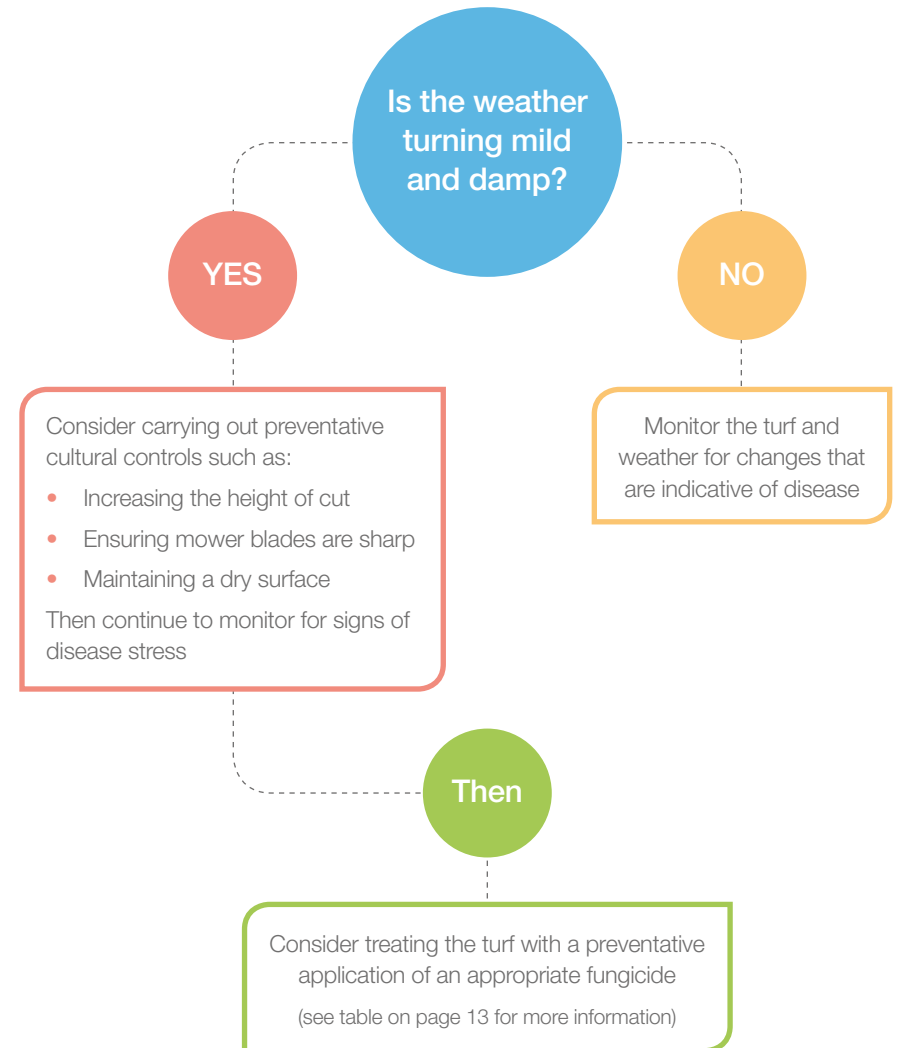 Is the weather
turning mild
and damp?
YES
NO
Consider carrying out preventative
cultural controls such as:
• Increasing the height of cut
• Ensuring mower blades are sharp
• Maintaining a dry surface
Then continue to monitor for signs of
disease stress
Monitor the turf and
weather for changes that
are indicative of disease
Then
Consider treating the turf with a preventative
application of an appropriate fungicide
(see table on page 13 for more information)